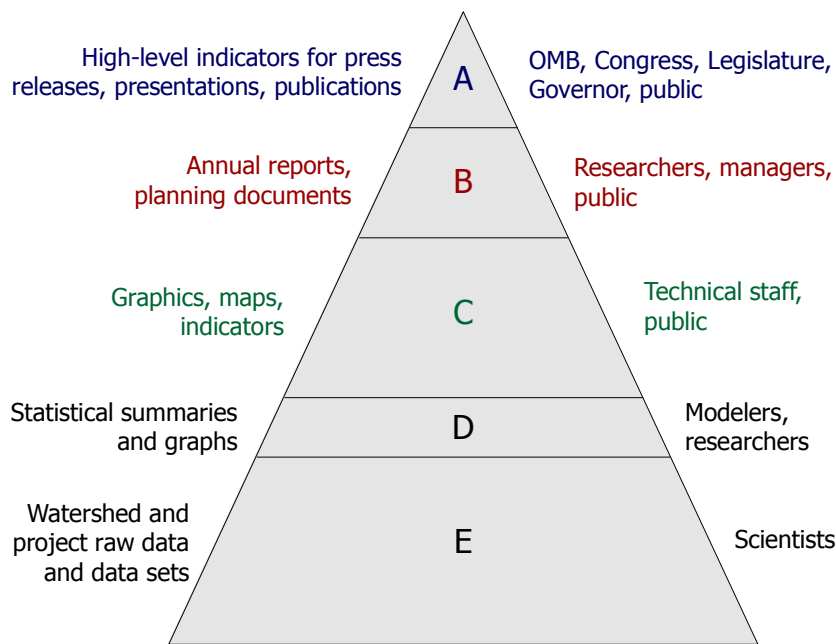 High-level indicators for press
releases, presentations, publications
A
OMB, Congress, Legislature,
Governor, public
Annual reports,
planning documents
B
Researchers, managers,
public
Graphics, maps,
indicators
C
Technical staff,
public
Statistical summaries
and graphs
D
Modelers,
researchers
Watershed and
project raw data
and data sets
E
Scientists